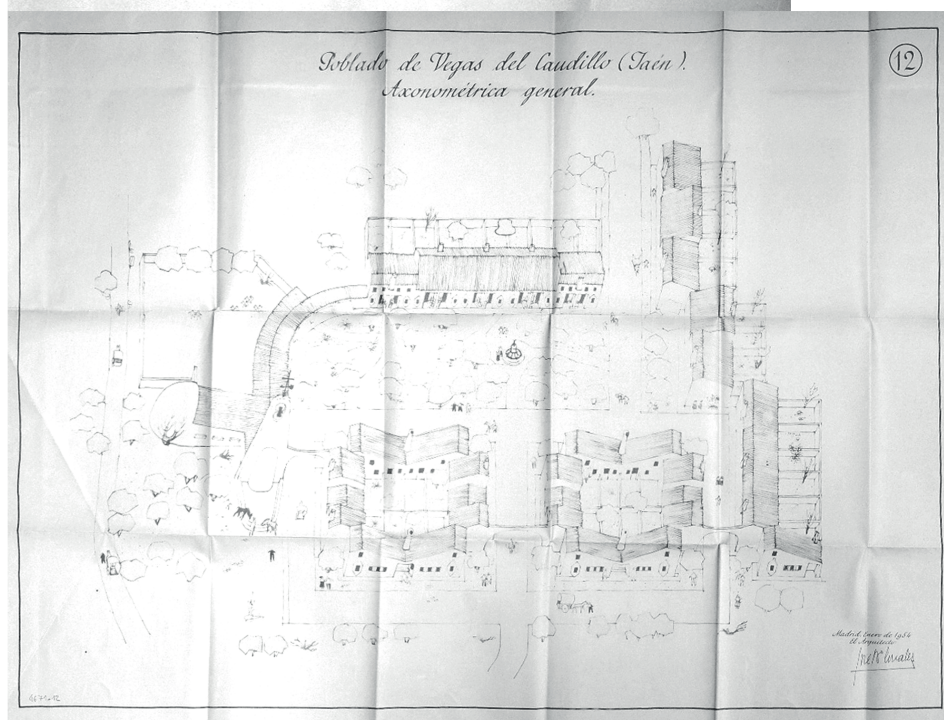 Poblado de Vegas del Caudillo (Jaén).
Axonométrica general.
12
Madrid, Enero de 1954
El Arquitecto